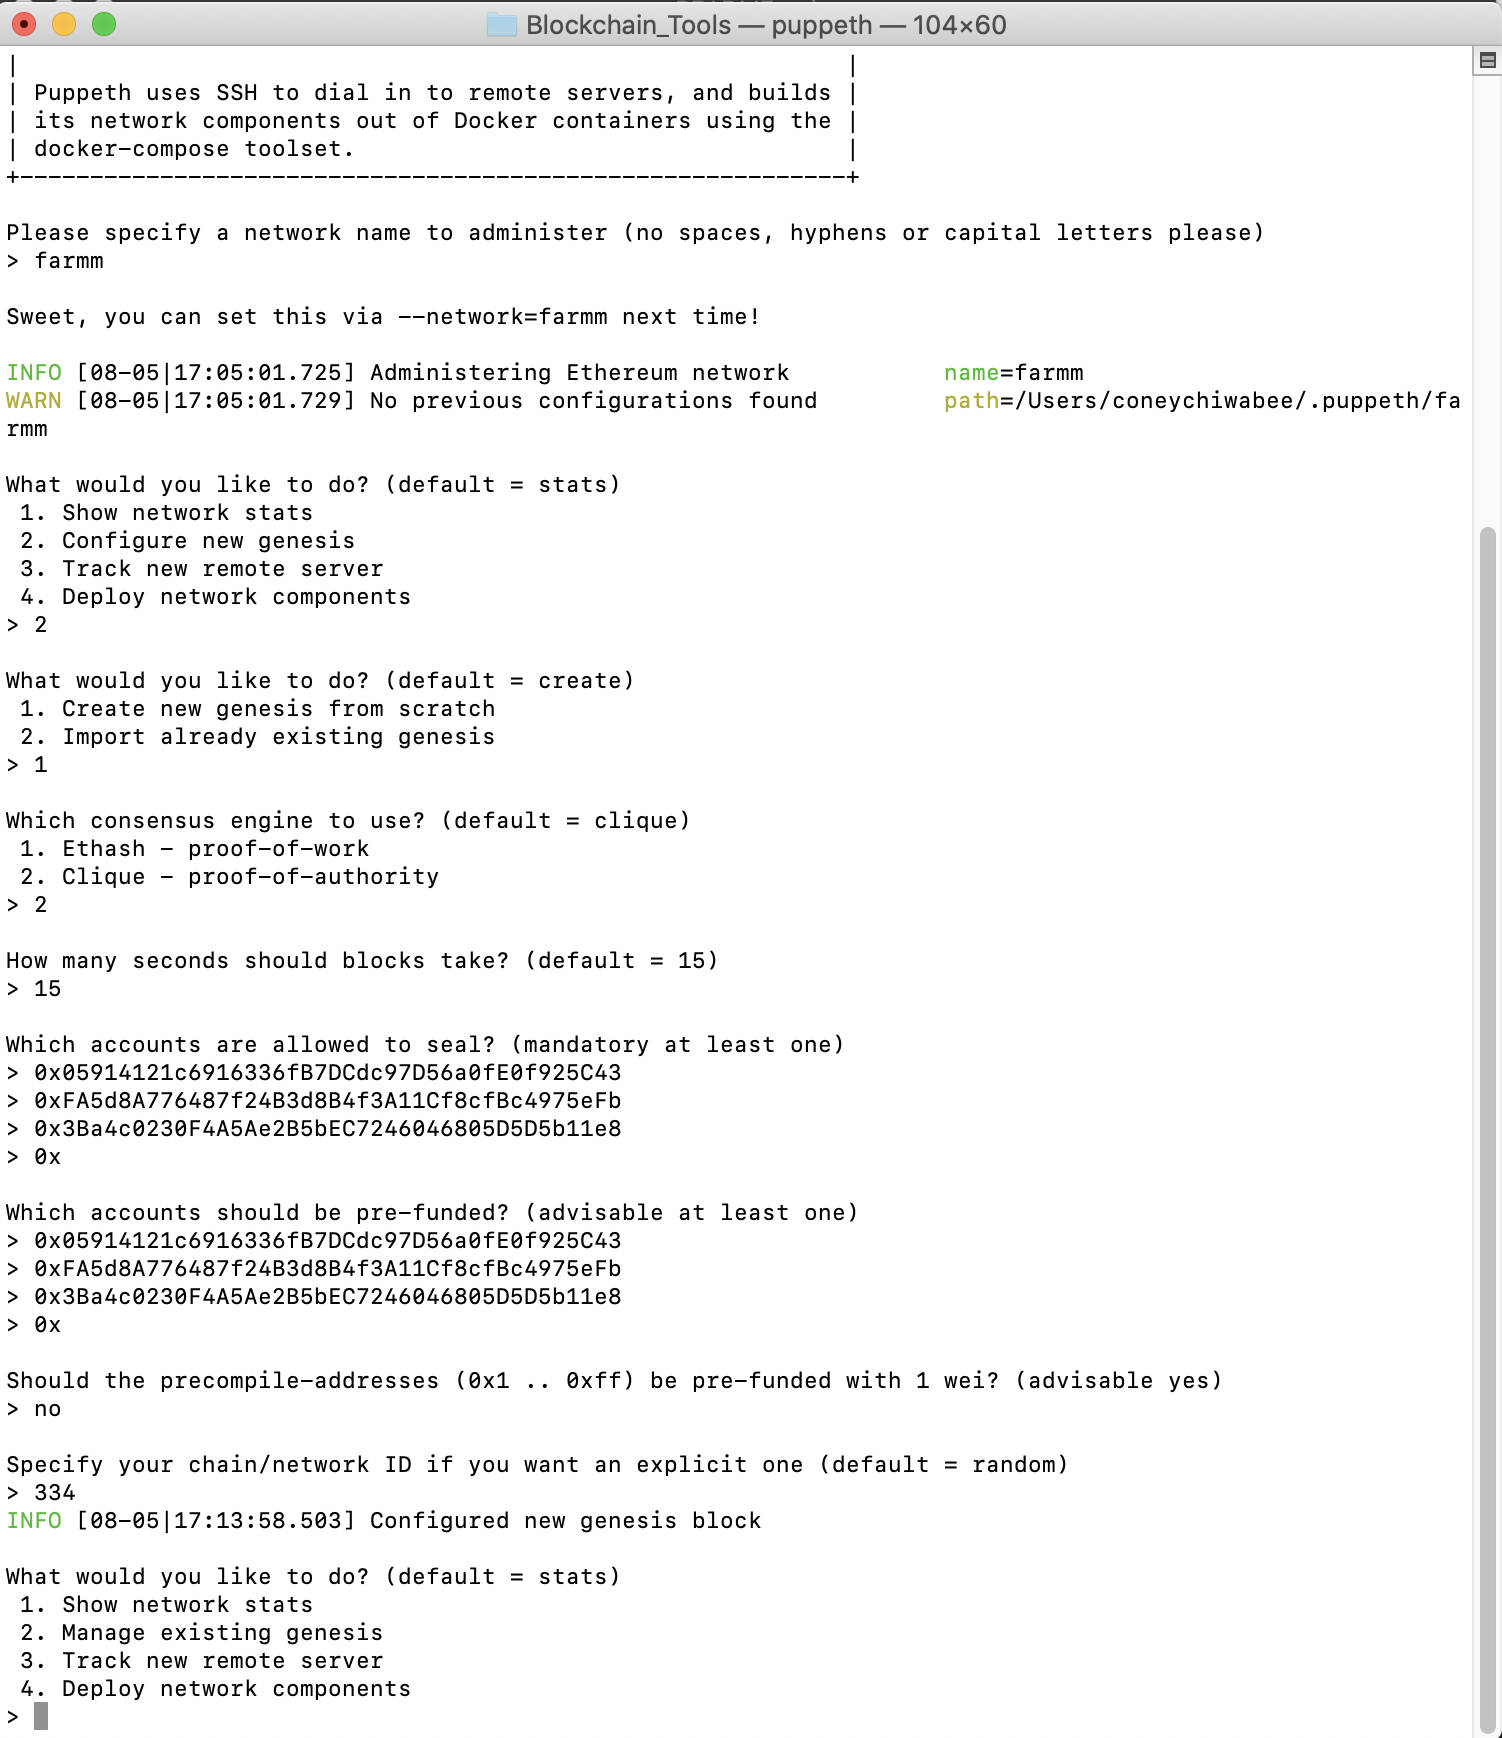 Blockchain_Tools — puppeth — 104×60
|                                                           |
| Puppeth uses SSH to dial in to remote servers, and builds |
| its network components out of Docker containers using the |
| docker-compose toolset.                                   |
+-----------------------------------------------------------+
Please specify a network name to administer (no spaces, hyphens or capital letters please)
> farmm
Sweet, you can set this via --network=farmm next time!
INFO [08-05|17:05:01.725] Administering Ethereum network           name=farmm
WARN [08-05|17:05:01.729] No previous configurations found         path=/Users/coneychiwabee/.puppeth/fa
rmm
What would you like to do? (default = stats)
 1. Show network stats
 2. Configure new genesis
 3. Track new remote server
 4. Deploy network components
> 2
What would you like to do? (default = create)
 1. Create new genesis from scratch
 2. Import already existing genesis
> 1
Which consensus engine to use? (default = clique)
 1. Ethash - proof-of-work
 2. Clique - proof-of-authority
> 2
How many seconds should blocks take? (default = 15)
> 15
Which accounts are allowed to seal? (mandatory at least one)
> 0x05914121c6916336fB7DCdc97D56a0fE0f925C43
> 0xFA5d8A776487f24B3d8B4f3A11Cf8cfBc4975eFb
> 0x3Ba4c0230F4A5Ae2B5bEC7246046805D5D5b11e8
> 0x
Which accounts should be pre-funded? (advisable at least one)
> 0x05914121c6916336fB7DCdc97D56a0fE0f925C43
> 0xFA5d8A776487f24B3d8B4f3A11Cf8cfBc4975eFb
> 0x3Ba4c0230F4A5Ae2B5bEC7246046805D5D5b11e8
> 0x
Should the precompile-addresses (0x1 .. 0xff) be pre-funded with 1 wei? (advisable yes)
> no
Specify your chain/network ID if you want an explicit one (default = random)
> 334
INFO [08-05|17:13:58.503] Configured new genesis block
What would you like to do? (default = stats)
 1. Show network stats
 2. Manage existing genesis
 3. Track new remote server
 4. Deploy network components
>